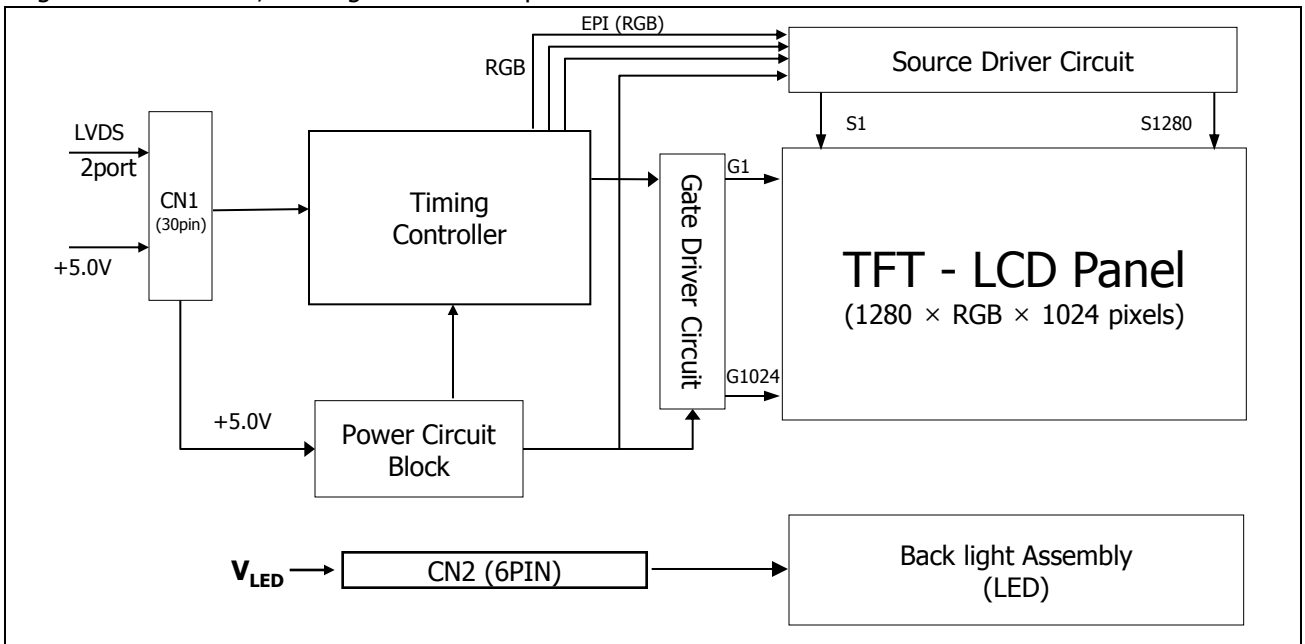 EPI (RGB)
RGB
Source Driver Circuit
S1
S1280
LVDS
2port
CN1
(30pin)
+5.0V
Timing
Controller
Gate Driver Circuit
G1
G1024
TFT - LCD Panel
(1280 × RGB × 1024 pixels)
+5.0V
Power Circuit
Block
VLED
CN2 (6PIN)
Back light Assembly
(LED)